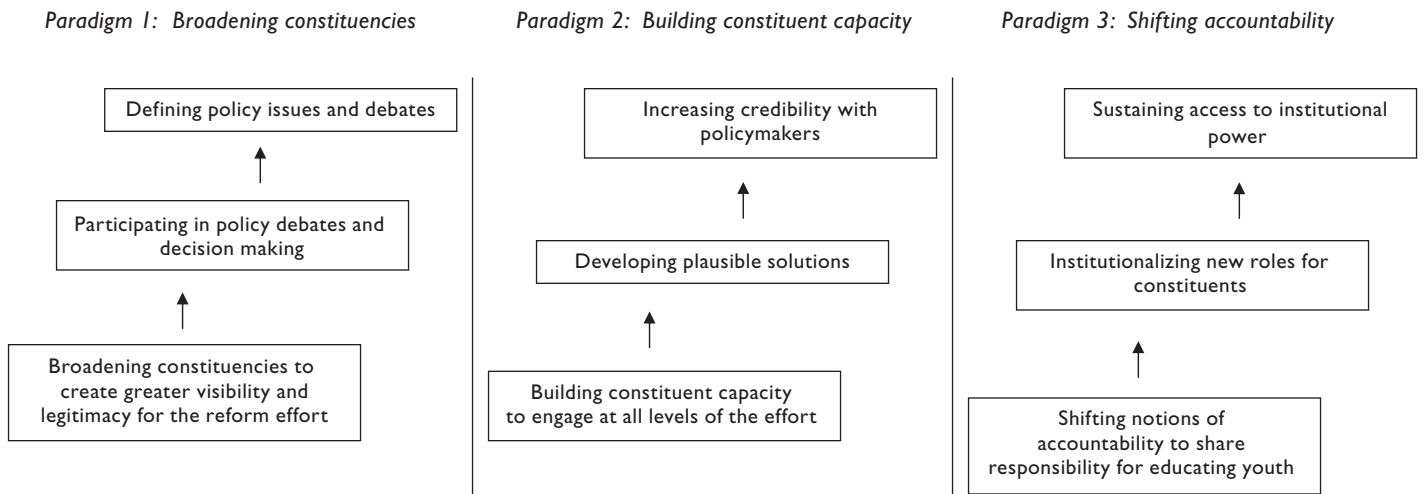 Paradigm 1: Broadening constituencies
Defining policy issues and debates
Participating in policy debates and
decision making
Broadening constituencies to
create greater visibility and
legitimacy for the reform effort
Paradigm 2: Building constituent capacity
Increasing credibility with
policymakers
Developing plausible solutions
Building constituent capacity
to engage at all levels of the effort
Paradigm 3: Shifting accountability
Sustaining access to institutional
power
Institutionalizing new roles for
constituents
Shifting notions of
accountability to share
responsibility for educating youth